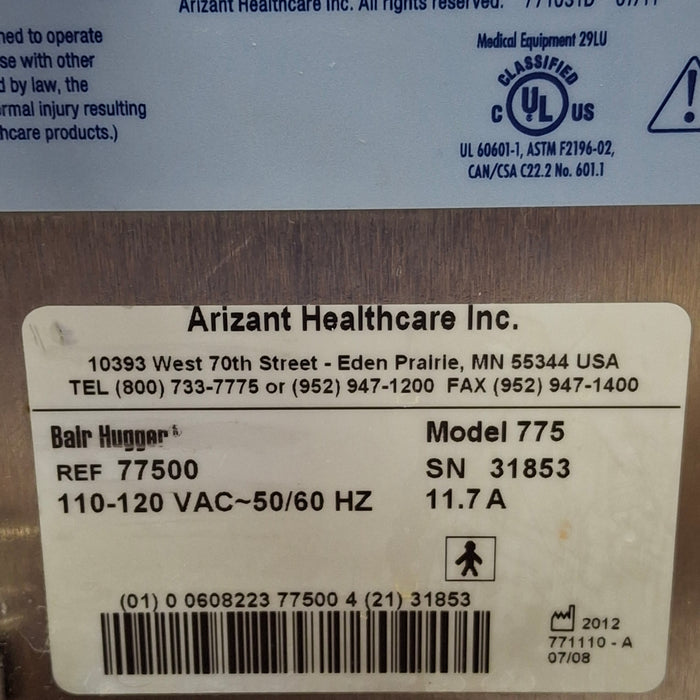 Arizant Healthcare Inc. All rights reserved.
ned to operate
se with other
d by law, the
rmal injury resulting
hcare products.)
Medical Equipment 29LU
CLASSIFIED
C UL US
UL 60601-1, ASTM F2196-02,
CAN/CSA C22.2 No. 601.1
Arizant Healthcare Inc.
10393 West 70th Street - Eden Prairie, MN 55344 USA
TEL (800) 733-7775 or (952) 947-1200 FAX (952) 947-1400
Bair Hugger®
Model 775
REF 77500
SN 31853
110-120 VAC~50/60 HZ
11.7 A
(01) 0 0608223 77500 4 (21) 31853
2012
771110 - A
07/08